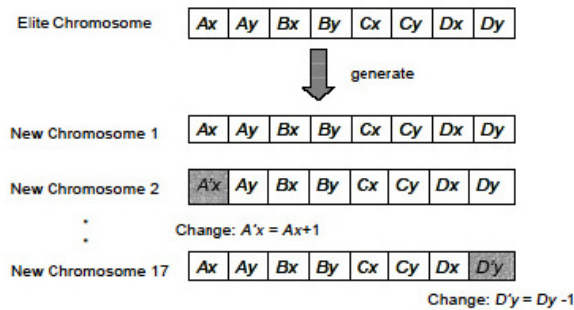 Elite Chromosome Ax Ay Bx By Cx Cy Dx Dy
generate
New Chromosome 1 Ax Ay Bx By Cx Cy Dx Dy
New Chromosome 2 A'x Ay Bx By Cx Cy Dx Dy
Change: A'x = Ax+1
New Chromosome 17 Ax Ay Bx By Cx Cy Dx D'y
Change: D'y = Dy -1